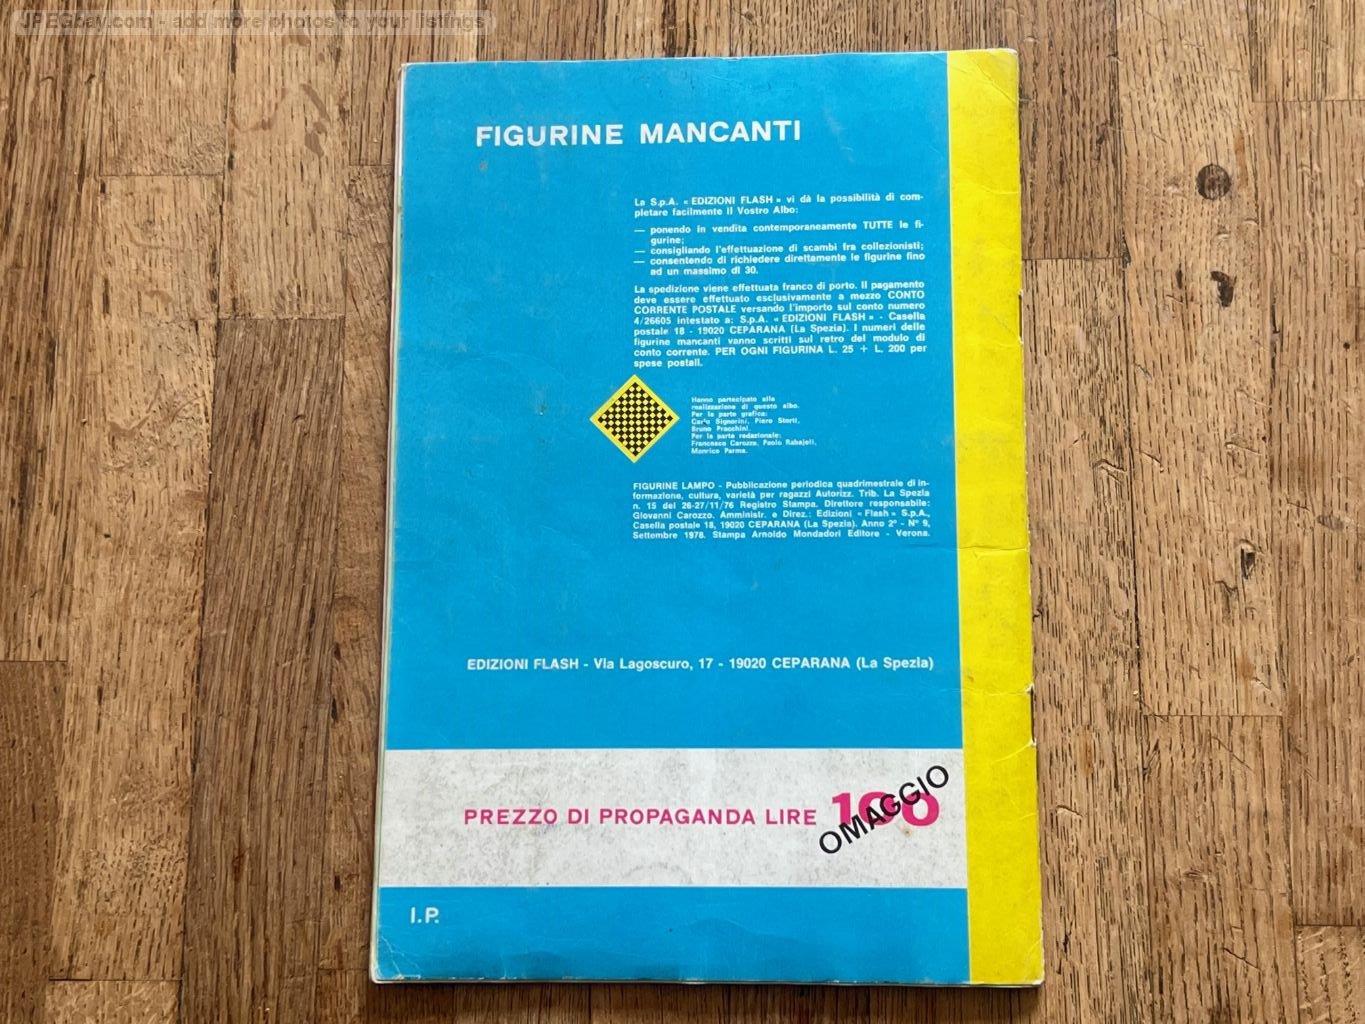 JPEGbay.com - add more photos to your listings
FIGURINE MANCANTI
La S.p.A. « EDIZIONI FLASH » vi dà la possibilità di com-
pletare facilmente il Vostro Albo:
— ponendo in vendita contemporaneamente TUTTE le fi-
gurine;
— consigliando l'effettuazione di scambi fra collezionisti;
— consentendo di richiedere direttamente le figurine fino
ad un massimo di 30.
La spedizione viene effettuata franco di porto. Il pagamento
deve essere effettuato esclusivamente a mezzo CONTO
CORRENTE POSTALE versando l'importo sul conto numero
4/26605 intestato a: S.p.A. « EDIZIONI FLASH » - Casella
postale 18 - 19020 CEPARANA (La Spezia). I numeri delle
figurine mancanti vanno scritti sul retro del modulo di
conto corrente. PER OGNI FIGURINA L. 25 + L. 200 per
spese postali.
Hanno partecipato alla
realizzazione di questo albo.
Per la parte grafica:
Carlo Signorini, Piero Storti,
Bruno Pracchini.
Per la parte redazionale:
Francesco Carozzo, Paolo Rabajoli,
Manrico Parma.
FIGURINE LAMPO - Pubblicazione periodica quadrimestrale di in-
formazione, cultura, varietà per ragazzi Autorizz. Trib. La Spezia
n. 15 del 26-27/11/76 Registro Stampa. Direttore responsabile:
Giovanni Carozzo. Amministr. e Direz.: Edizioni « Flash » S.p.A.,
Casella postale 18, 19020 CEPARANA (La Spezia). Anno 2° - N° 9,
Settembre 1978. Stampa Arnoldo Mondadori Editore - Verona.
EDIZIONI FLASH - Via Lagoscuro, 17 - 19020 CEPARANA (La Spezia)
PREZZO DI PROPAGANDA LIRE 100
OMAGGIO
I.P.